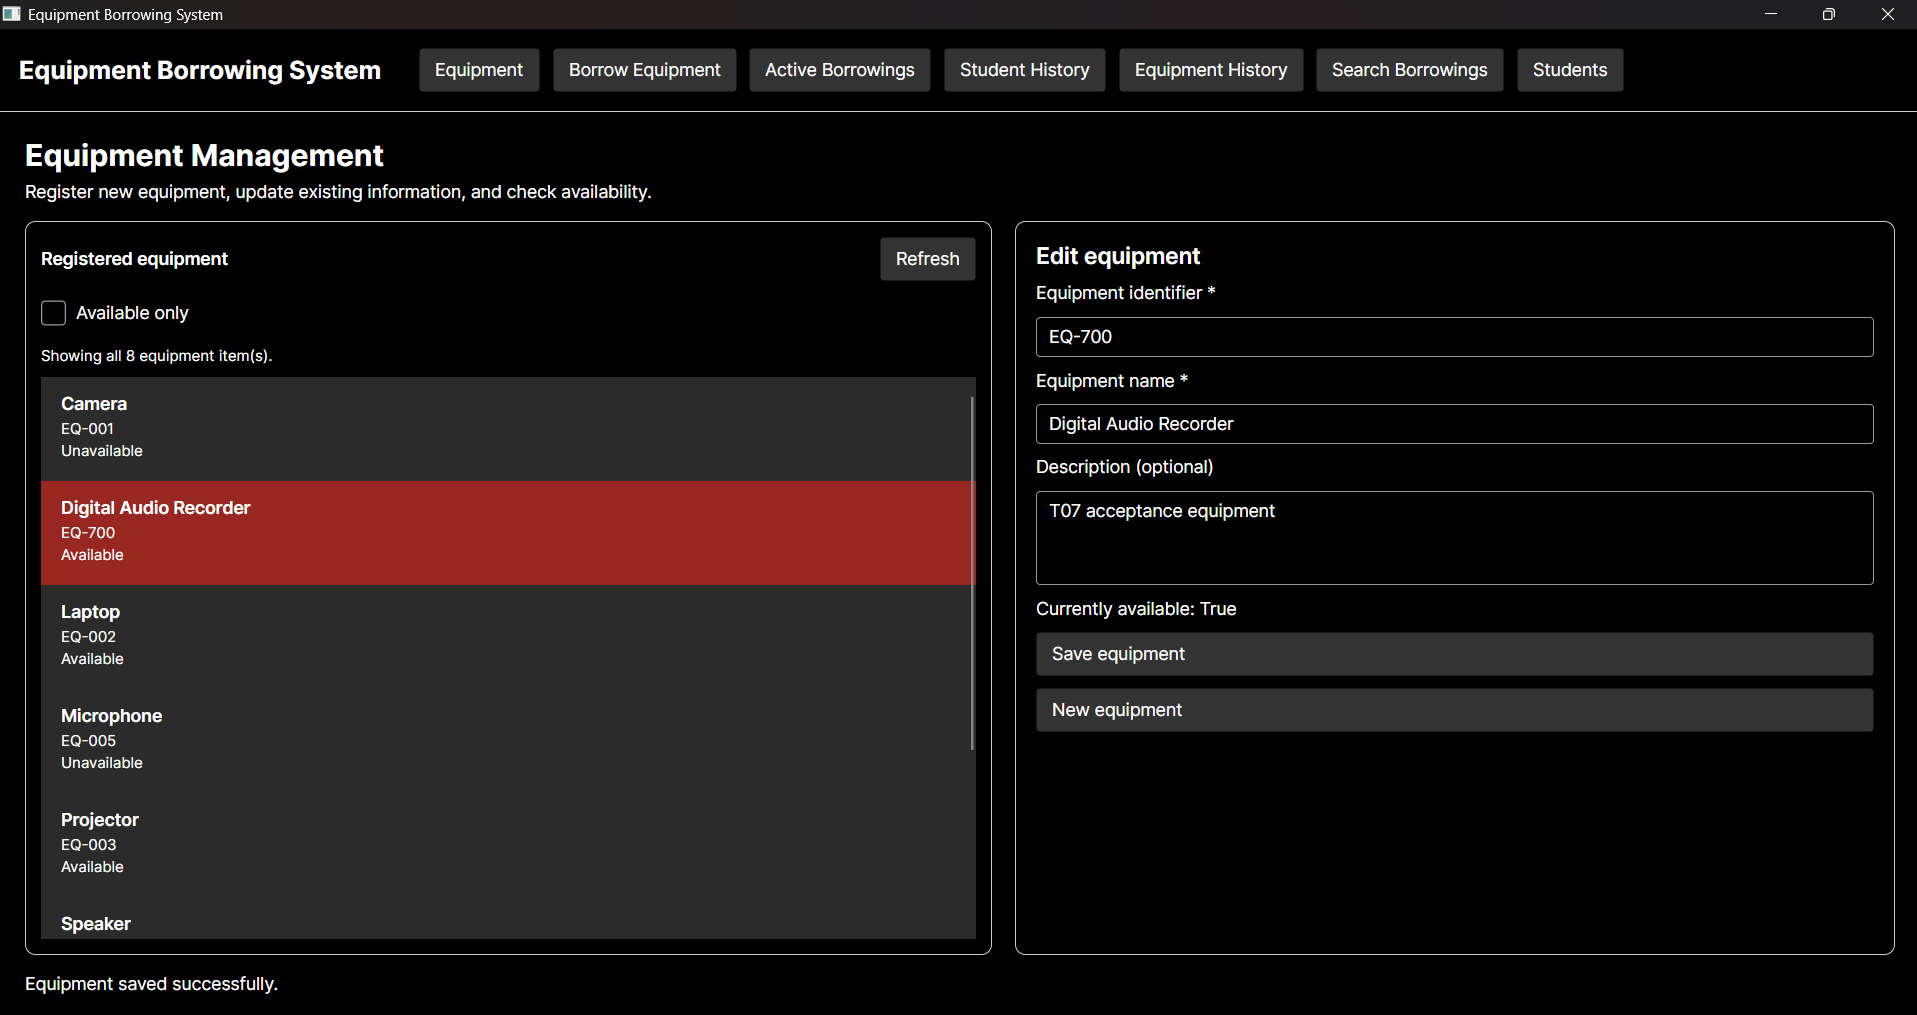 Equipment Borrowing System
Equipment Borrowing System
Equipment
Borrow Equipment
Active Borrowings
Student History
Equipment History
Search Borrowings
Students
Equipment Management
Register new equipment, update existing information, and check availability.
Registered equipment
Refresh
Available only
Showing all 8 equipment item(s).
Camera
EQ-001
Unavailable
Digital Audio Recorder
EQ-700
Available
Laptop
EQ-002
Available
Microphone
EQ-005
Unavailable
Projector
EQ-003
Available
Speaker
Edit equipment
Equipment identifier *
EQ-700
Equipment name *
Digital Audio Recorder
Description (optional)
T07 acceptance equipment
Currently available: True
Save equipment
New equipment
Equipment saved successfully.